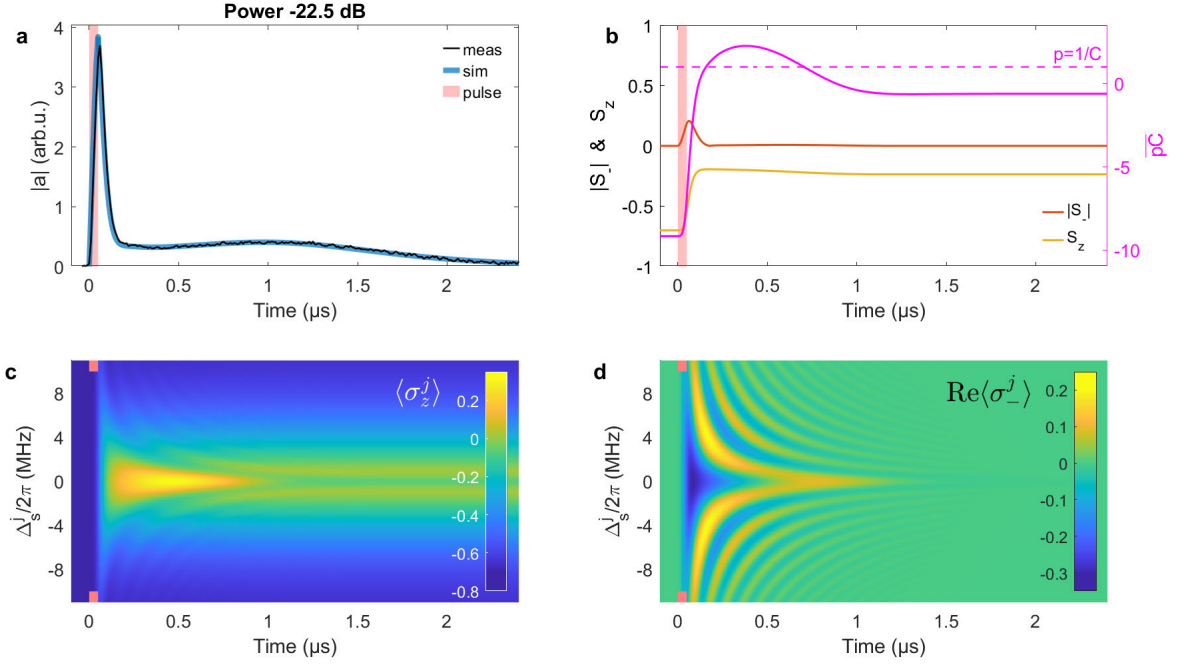 Power -22.5 dB
a
4
3
2
1
0
|a| (arb.u.)
meas
sim
pulse
0 0.5 1 1.5 2
Time (µs)
b
1
0.5
0
-0.5
-1
|S_-| & S_z
p=1/C
0
-5
-10
p̅C̅
|S_-|
S_z
0 0.5 1 1.5 2
Time (µs)
c
8
4
0
-4
-8
Δ_s^j/2π (MHz)
⟨σ_z^j⟩
0.2
0
-0.2
-0.4
-0.6
-0.8
0 0.5 1 1.5 2
Time (µs)
d
8
4
0
-4
-8
Δ_s^j/2π (MHz)
Re⟨σ_-^j⟩
0.2
0.1
0
-0.1
-0.2
-0.3
0 0.5 1 1.5 2
Time (µs)